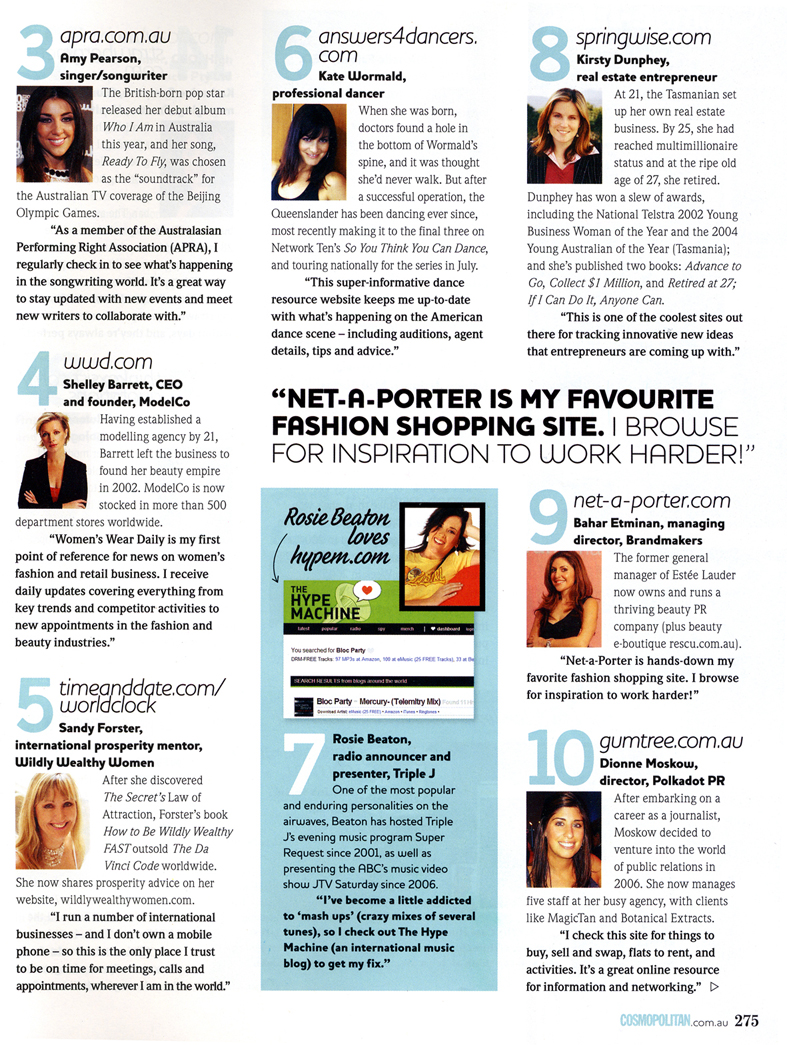 3
apra.com.au
Amy Pearson,
singer/songwriter
The British-born pop star
released her debut album
Who I Am in Australia
this year, and her song,
Ready To Fly, was chosen
as the “soundtrack” for
the Australian TV coverage of the Beijing
Olympic Games.
“As a member of the Australasian
Performing Right Association (APRA), I
regularly check in to see what’s happening
in the songwriting world. It’s a great way
to stay updated with new events and meet
new writers to collaborate with.”
4
wwd.com
Shelley Barrett, CEO
and founder, ModelCo
Having established a
modelling agency by 21,
Barrett left the business to
found her beauty empire
in 2002. ModelCo is now
stocked in more than 500
department stores worldwide.
“Women’s Wear Daily is my first
point of reference for news on women’s
fashion and retail business. I receive
daily updates covering everything from
key trends and competitor activities to
new appointments in the fashion and
beauty industries.”
5
timeanddate.com/
worldclock
Sandy Forster,
international prosperity mentor,
Wildly Wealthy Women
After she discovered
The Secret’s Law of
Attraction, Forster’s book
How to Be Wildly Wealthy
FAST outsold The Da
Vinci Code worldwide.
She now shares prosperity advice on her
website, wildlywealthywomen.com.
“I run a number of international
businesses – and I don’t own a mobile
phone – so this is the only place I trust
to be on time for meetings, calls and
appointments, wherever I am in the world.”
6
answers4dancers.
com
Kate Wormald,
professional dancer
When she was born,
doctors found a hole in
the bottom of Wormald’s
spine, and it was thought
she’d never walk. But after
a successful operation, the
Queenslander has been dancing ever since,
most recently making it to the final three on
Network Ten’s So You Think You Can Dance,
and touring nationally for the series in July.
“This super-informative dance
resource website keeps me up-to-date
with what’s happening on the American
dance scene – including auditions, agent
details, tips and advice.”
8
springwise.com
Kirsty Dunphey,
real estate entrepreneur
At 21, the Tasmanian set
up her own real estate
business. By 25, she had
reached multimillionaire
status and at the ripe old
age of 27, she retired.
Dunphey has won a slew of awards,
including the National Telstra 2002 Young
Business Woman of the Year and the 2004
Young Australian of the Year (Tasmania);
and she’s published two books: Advance to
Go, Collect $1 Million, and Retired at 27;
If I Can Do It, Anyone Can.
“This is one of the coolest sites out
there for tracking innovative new ideas
that entrepreneurs are coming up with.”
“NET-A-PORTER IS MY FAVOURITE
FASHION SHOPPING SITE. I BROWSE
FOR INSPIRATION TO WORK HARDER!”
Rosie Beaton
loves
hypem.com
THE
HYPE
MACHINE
latest popular radio spy merch dashboard
You searched for Bloc Party
DRM-FREE Tracks: 97 MP3s at Amazon, 108 at eMusic (25 FREE Tracks), 33 at Be
SEARCH RESULTS from blogs around the world
Bloc Party - Mercury- (Telemitry Mix)
Download Artist: eMusic (25 FREE) • Amazon • iTunes • Ringtones •
7
Rosie Beaton,
radio announcer and
presenter, Triple J
One of the most popular
and enduring personalities on the
airwaves, Beaton has hosted Triple
J’s evening music program Super
Request since 2001, as well as
presenting the ABC’s music video
show JTV Saturday since 2006.
“I’ve become a little addicted
to ‘mash ups’ (crazy mixes of several
tunes), so I check out The Hype
Machine (an international music
blog) to get my fix.”
9
net-a-porter.com
Bahar Etminan, managing
director, Brandmakers
The former general
manager of Estée Lauder
now owns and runs a
thriving beauty PR
company (plus beauty
e-boutique rescu.com.au).
“Net-a-Porter is hands-down my
favorite fashion shopping site. I browse
for inspiration to work harder!”
10
gumtree.com.au
Dionne Moskow,
director, Polkadot PR
After embarking on a
career as a journalist,
Moskow decided to
venture into the world
of public relations in
2006. She now manages
five staff at her busy agency, with clients
like MagicTan and Botanical Extracts.
“I check this site for things to
buy, sell and swap, flats to rent, and
activities. It’s a great online resource
for information and networking.”
COSMOPOLITAN.com.au 275